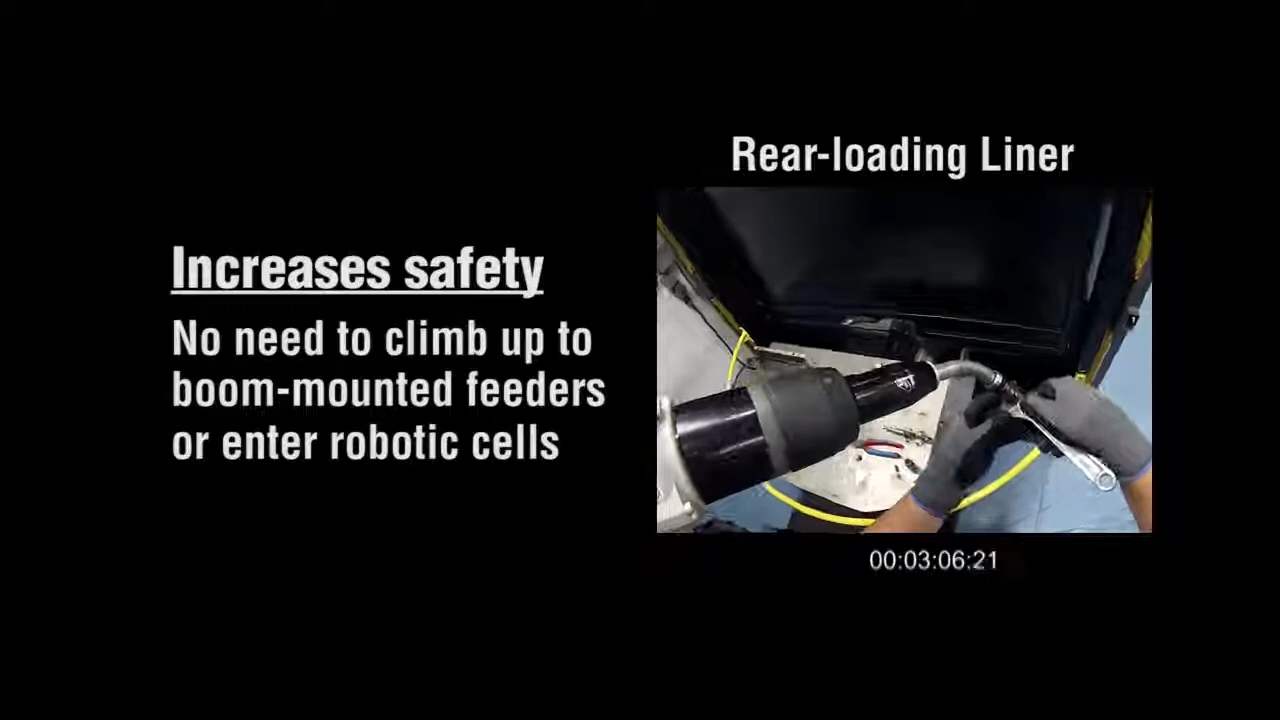 Rear-loading Liner
Increases safety
No need to climb up to
boom-mounted feeders
or enter robotic cells
00:03:06:21